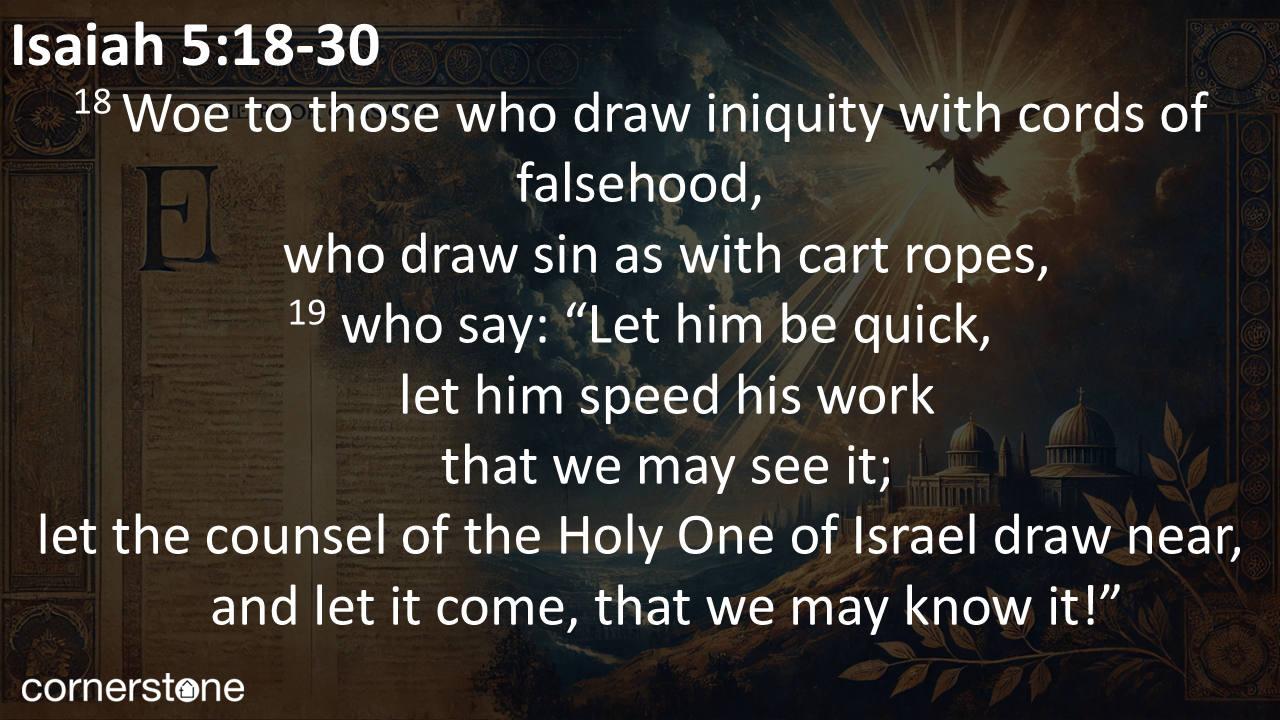 Isaiah 5:18-30
18 Woe to those who draw iniquity with cords of
falsehood,
who draw sin as with cart ropes,
19 who say: “Let him be quick,
let him speed his work
that we may see it;
let the counsel of the Holy One of Israel draw near,
and let it come, that we may know it!”
cornerstone